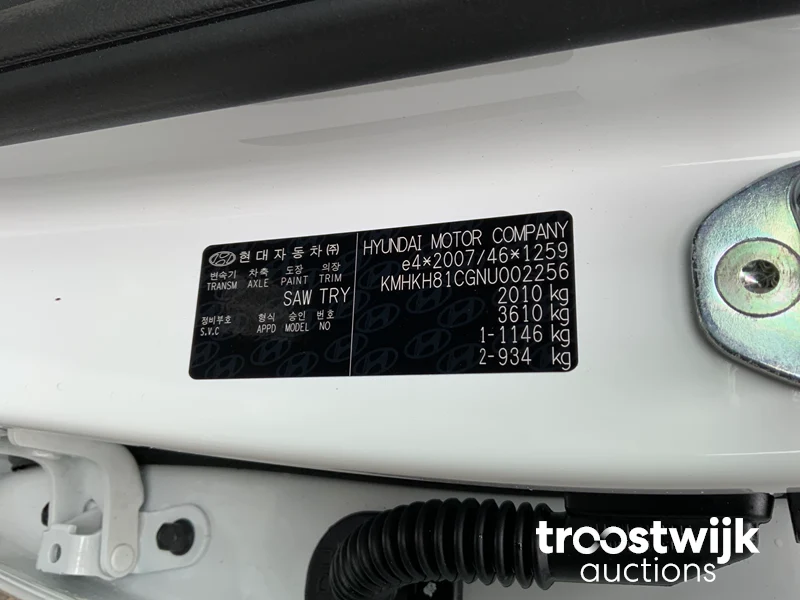 현대자동차㈜
변속기 차축 도장 의장
TRANSM AXLE PAINT TRIM
SAW TRY
정비부호 형식 승인 번호
S.V.C APPD MODEL NO
HYUNDAI MOTOR COMPANY
e4*2007/46*1259
KMHKH81CGNU002256
2010 kg
3610 kg
1-1146 kg
2-934 kg
troostwijk
auctions